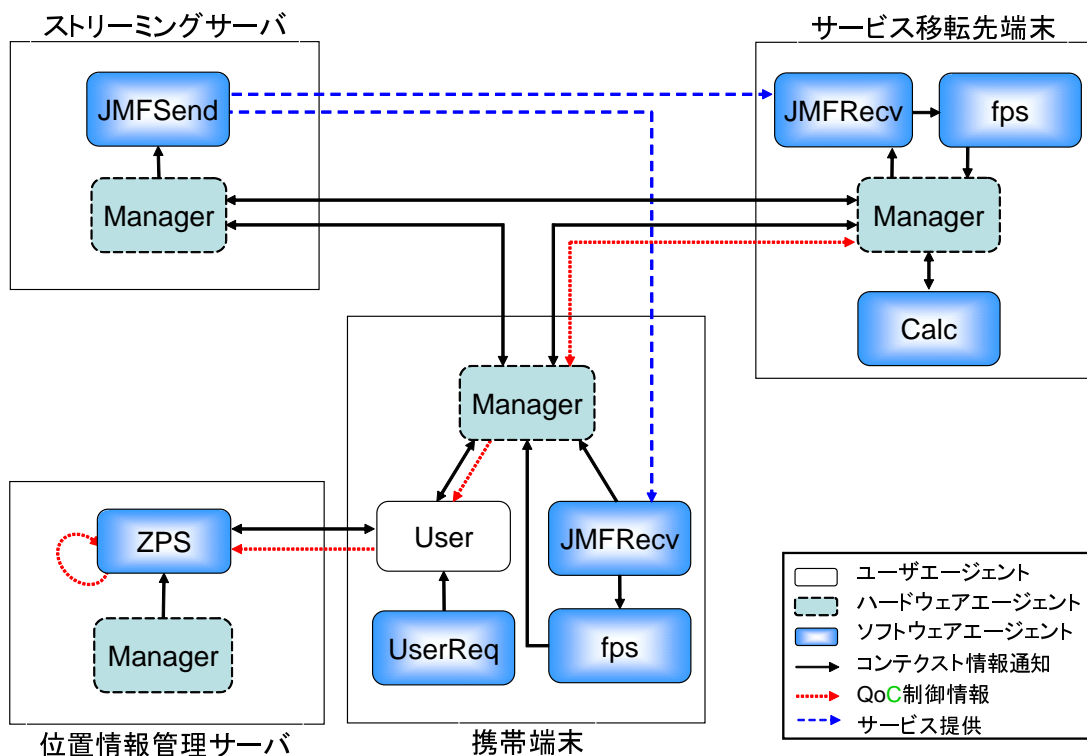 ストリーミングサーバ
JMFSend
Manager
サービス移転先端末
JMFRecv
fps
Manager
Calc
Manager
User
JMFRecv
UserReq
fps
携帯端末
ZPS
Manager
位置情報管理サーバ
ユーザエージェント
ハードウェアエージェント
ソフトウェアエージェント
コンテクスト情報通知
QoC制御情報
サービス提供